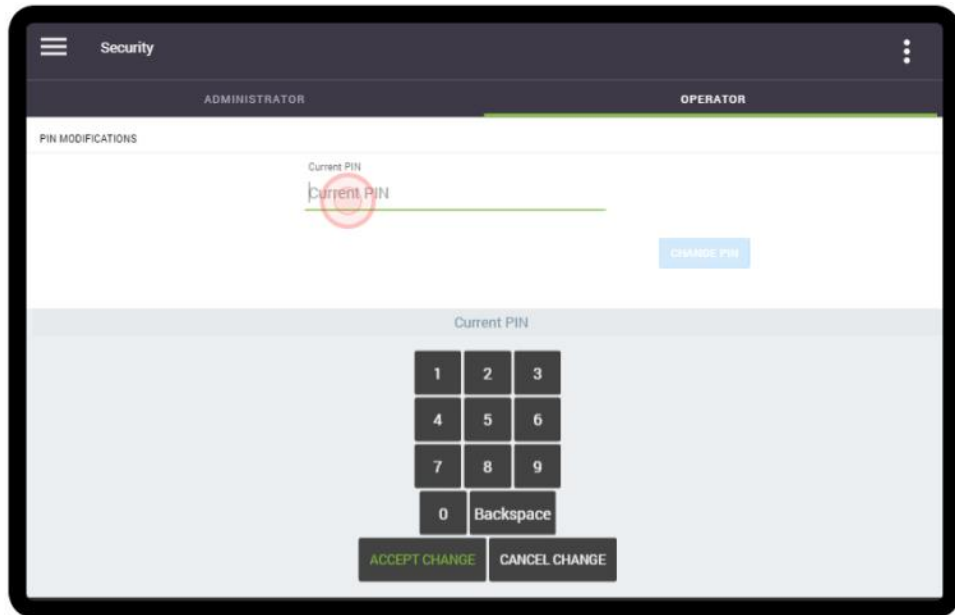 Security
ADMINISTRATOR OPERATOR
PIN MODIFICATIONS
Current PIN
Current PIN
CHANGE PIN
Current PIN
1 2 3
4 5 6
7 8 9
0 Backspace
ACCEPT CHANGE CANCEL CHANGE